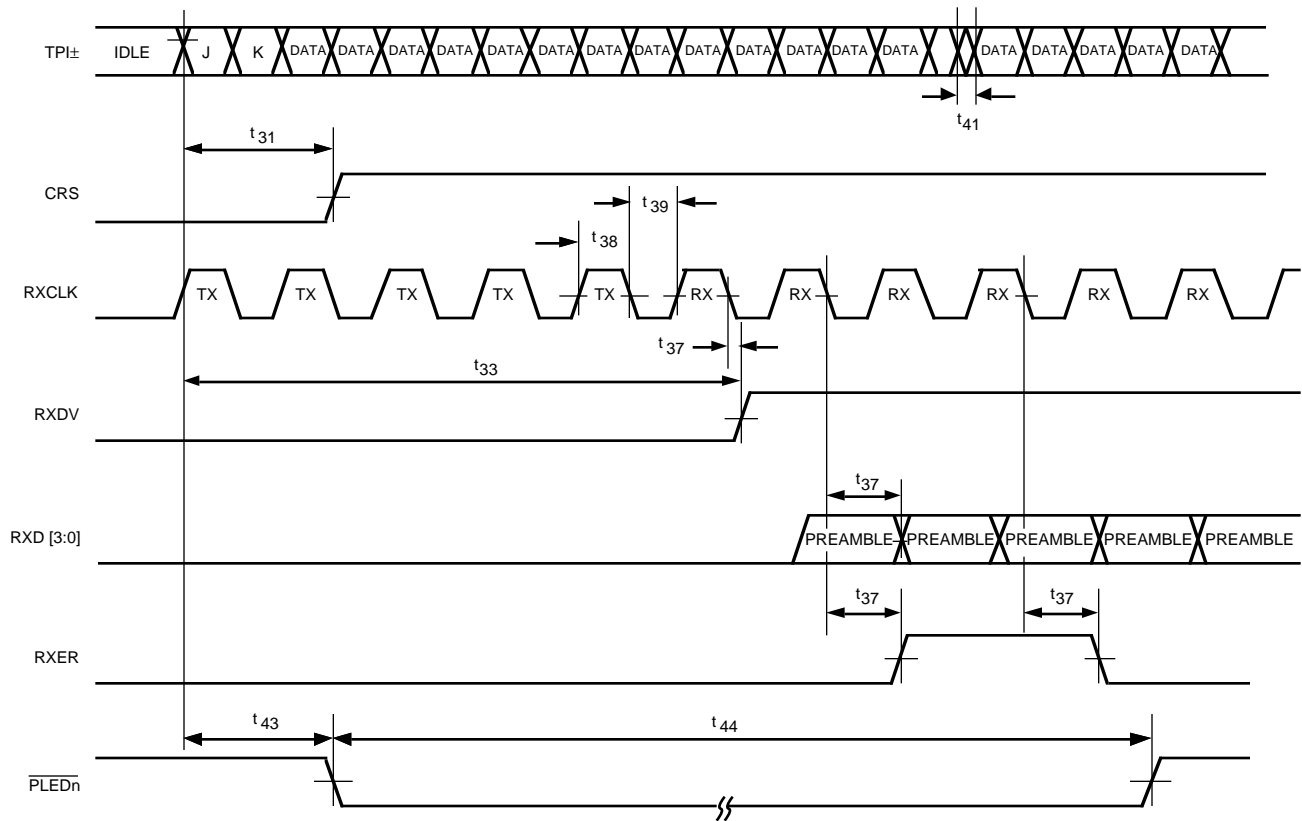 TPI± IDLE J K DATA DATA DATA DATA DATA DATA DATA DATA DATA DATA DATA DATA DATA DATA DATA DATA DATA DATA
t41
t31
CRS
t39
t38
RXCLK TX TX TX TX TX RX RX RX RX RX RX
t37
t33
RXDV
t37
RXD [3:0] PREAMBLE PREAMBLE PREAMBLE PREAMBLE PREAMBLE
t37 t37
RXER
t43 t44
PLEDn